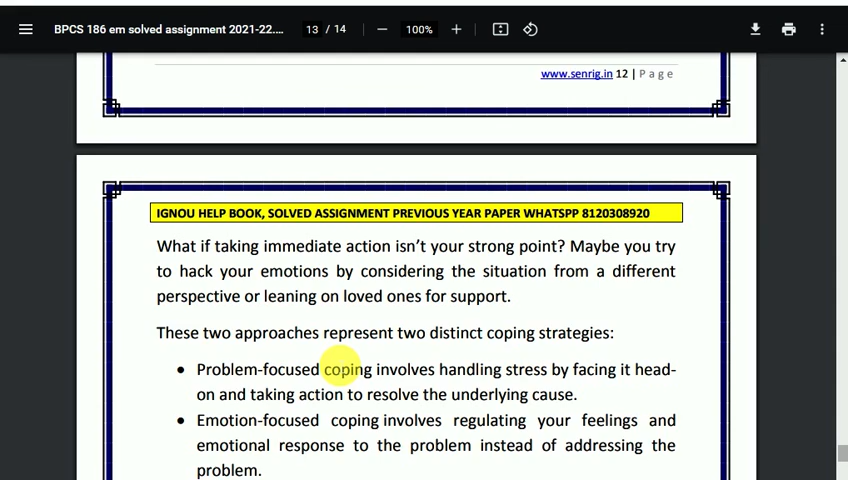 BPCS 186 em solved assignment 2021-22.... 13 / 14 100%
www.senrig.in 12 | P a g e
IGNOU HELP BOOK, SOLVED ASSIGNMENT PREVIOUS YEAR PAPER WHATSPP 8120308920
What if taking immediate action isn't your strong point? Maybe you try
to hack your emotions by considering the situation from a different
perspective or leaning on loved ones for support.
These two approaches represent two distinct coping strategies:
• Problem-focused coping involves handling stress by facing it head-
on and taking action to resolve the underlying cause.
• Emotion-focused coping involves regulating your feelings and
emotional response to the problem instead of addressing the
problem.